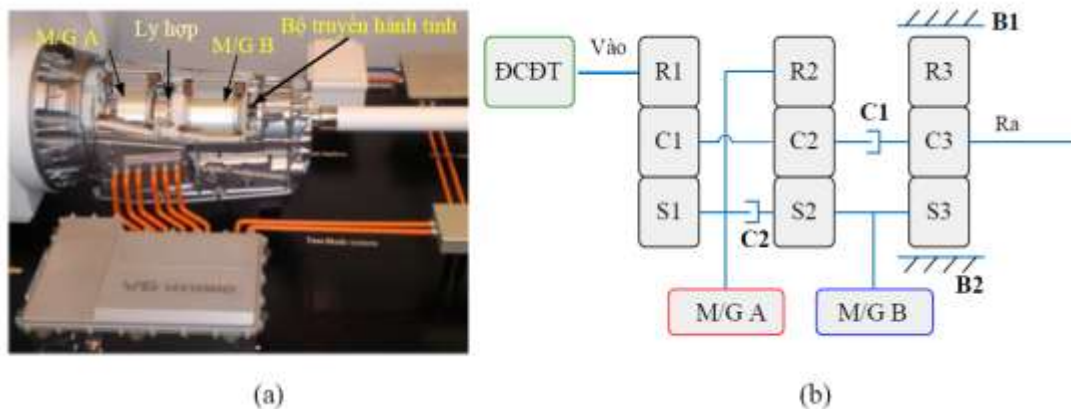 Bộ truyền hành tinh
Ly hợp
M/G A
M/G B
B1
Vào
ĐCĐT
R1
R2
R3
C1
Ra
C1
C2
C3
S1
S2
S3
C2
B2
M/G A
M/G B
(a)
(b)